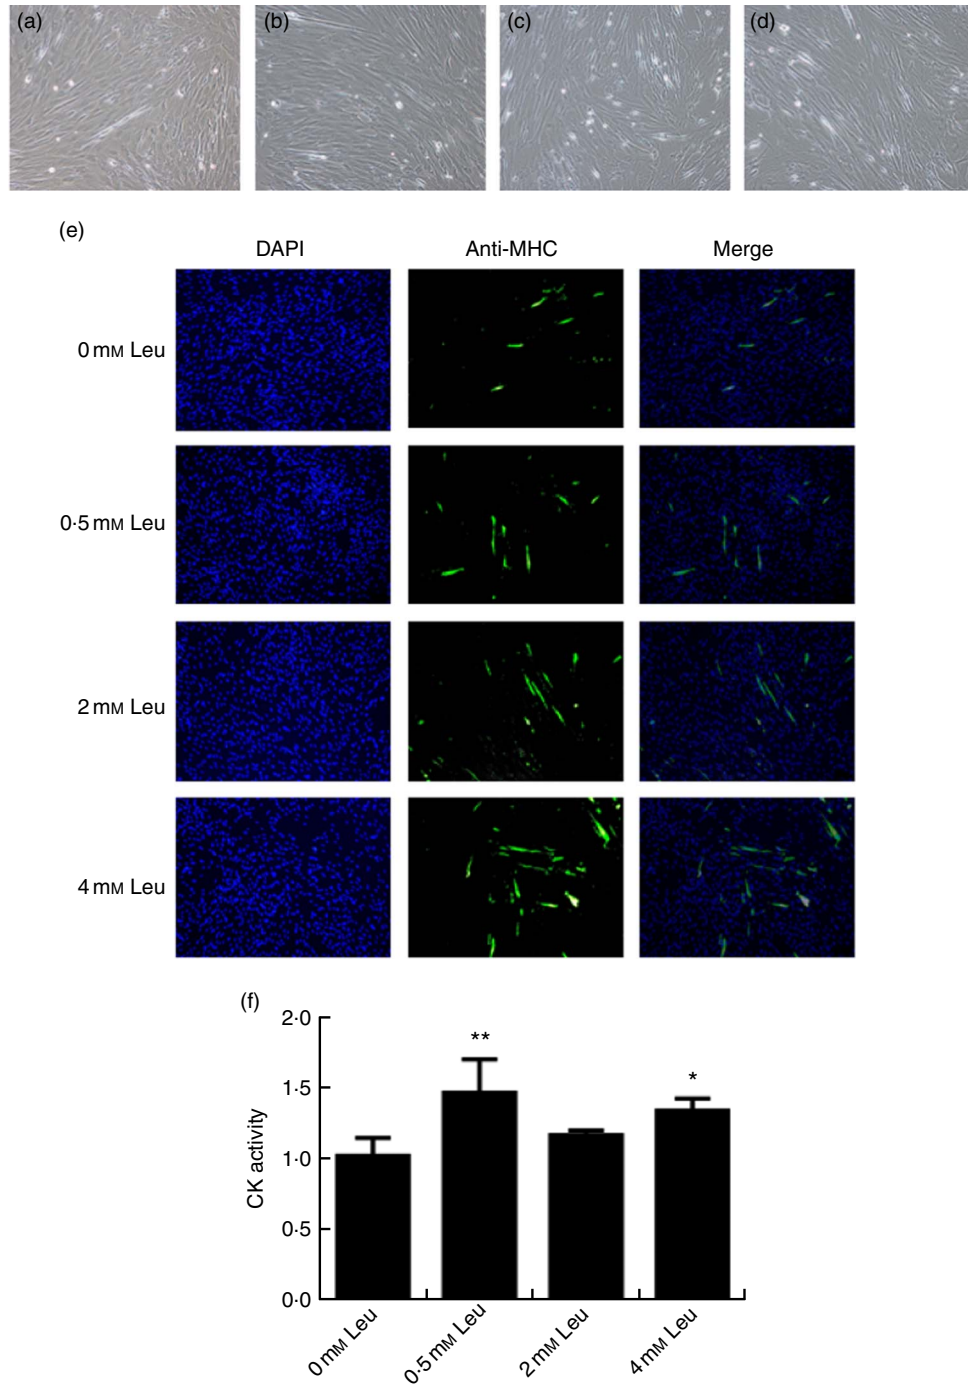 (a) (b) (c) (d)
(e)
DAPI Anti-MHC Merge
0 mM Leu
0·5 mM Leu
2 mM Leu
4 mM Leu
(f)
2·0
**
1·5
*
1·0
0·5
0·0
CK activity
0 mM Leu 0·5 mM Leu 2 mM Leu 4 mM Leu